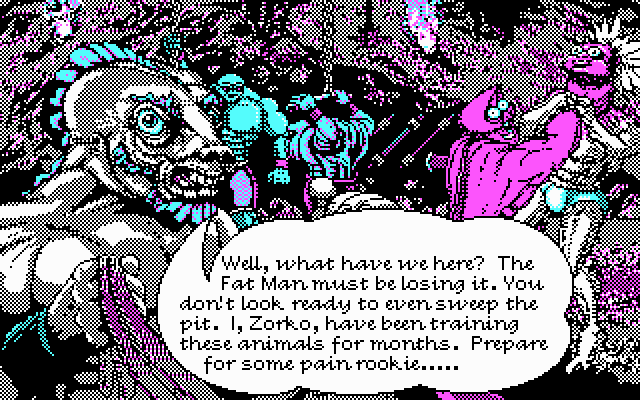 Well, what have we here? The
Fat Man must be losing it. You
don't look ready to even sweep the
pit. I, Zorko, have been training
these animals for months. Prepare
for some pain rookie.....